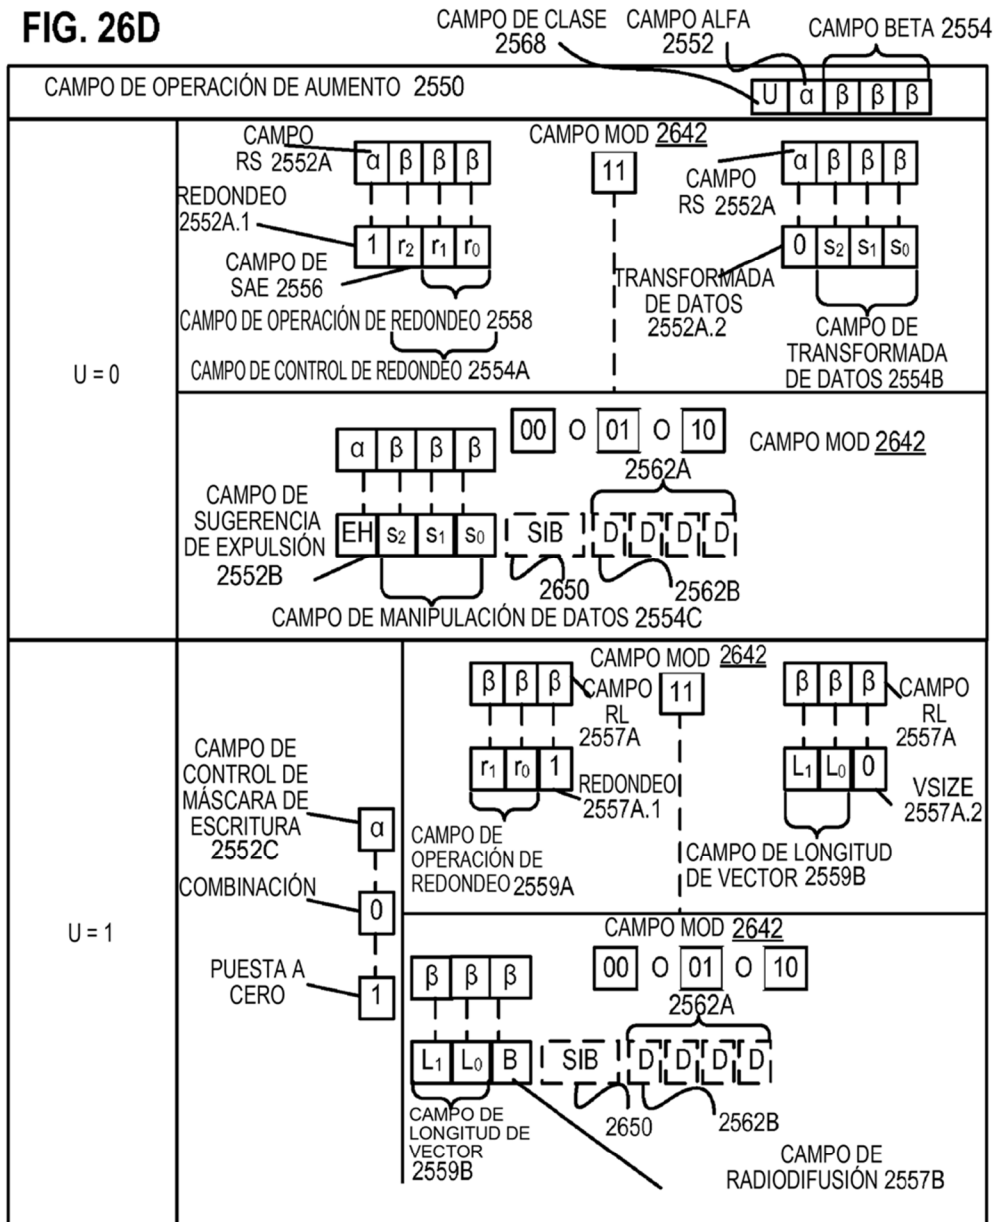 FIG. 26D
CAMPO DE CLASE 2568
CAMPO ALFA 2552
CAMPO BETA 2554
CAMPO DE OPERACIÓN DE AUMENTO 2550
U α β β β
U = 0
CAMPO RS 2552A
α β β β
REDONDEO 2552A.1
1 r2 r1 r0
CAMPO DE SAE 2556
CAMPO DE OPERACIÓN DE REDONDEO 2558
CAMPO DE CONTROL DE REDONDEO 2554A
CAMPO MOD 2642
11
α β β β
CAMPO RS 2552A
0 s2 s1 s0
TRANSFORMADA DE DATOS 2552A.2
CAMPO DE TRANSFORMADA DE DATOS 2554B
00 O 01 O 10
CAMPO MOD 2642
α β β β
2562A
CAMPO DE SUGERENCIA DE EXPULSIÓN 2552B
EH s2 s1 s0
SIB
D D D D
2650
2562B
CAMPO DE MANIPULACIÓN DE DATOS 2554C
U = 1
CAMPO DE CONTROL DE MÁSCARA DE ESCRITURA 2552C
α
COMBINACIÓN
0
PUESTA A CERO
1
CAMPO MOD 2642
11
β β β
CAMPO RL 2557A
r1 r0 1
REDONDEO 2557A.1
CAMPO DE OPERACIÓN DE REDONDEO 2559A
β β β
CAMPO RL 2557A
L1 L0 0
VSIZE 2557A.2
CAMPO DE LONGITUD DE VECTOR 2559B
CAMPO MOD 2642
00 O 01 O 10
β β β
2562A
L1 L0 B
SIB
D D D D
2650
2562B
CAMPO DE LONGITUD DE VECTOR 2559B
CAMPO DE RADIODIFUSIÓN 2557B